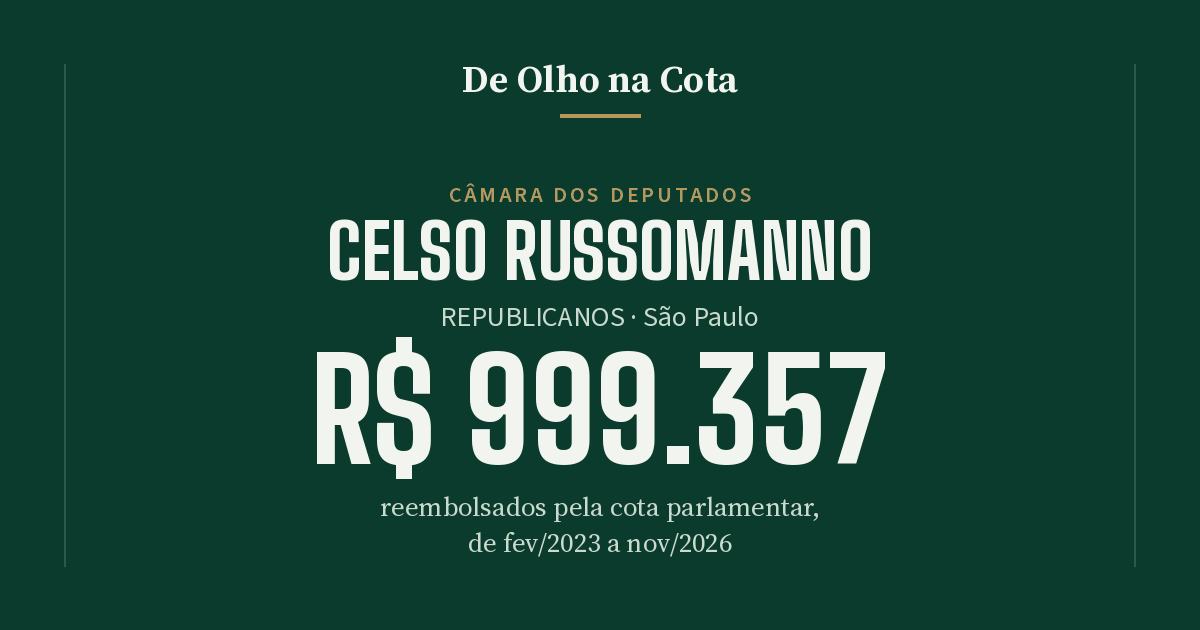 De Olho na Cota
CÂMARA DOS DEPUTADOS
CELSO RUSSOMANNO
REPUBLICANOS · São Paulo
R$ 999.357
reembolsados pela cota parlamentar,
de fev/2023 a nov/2026